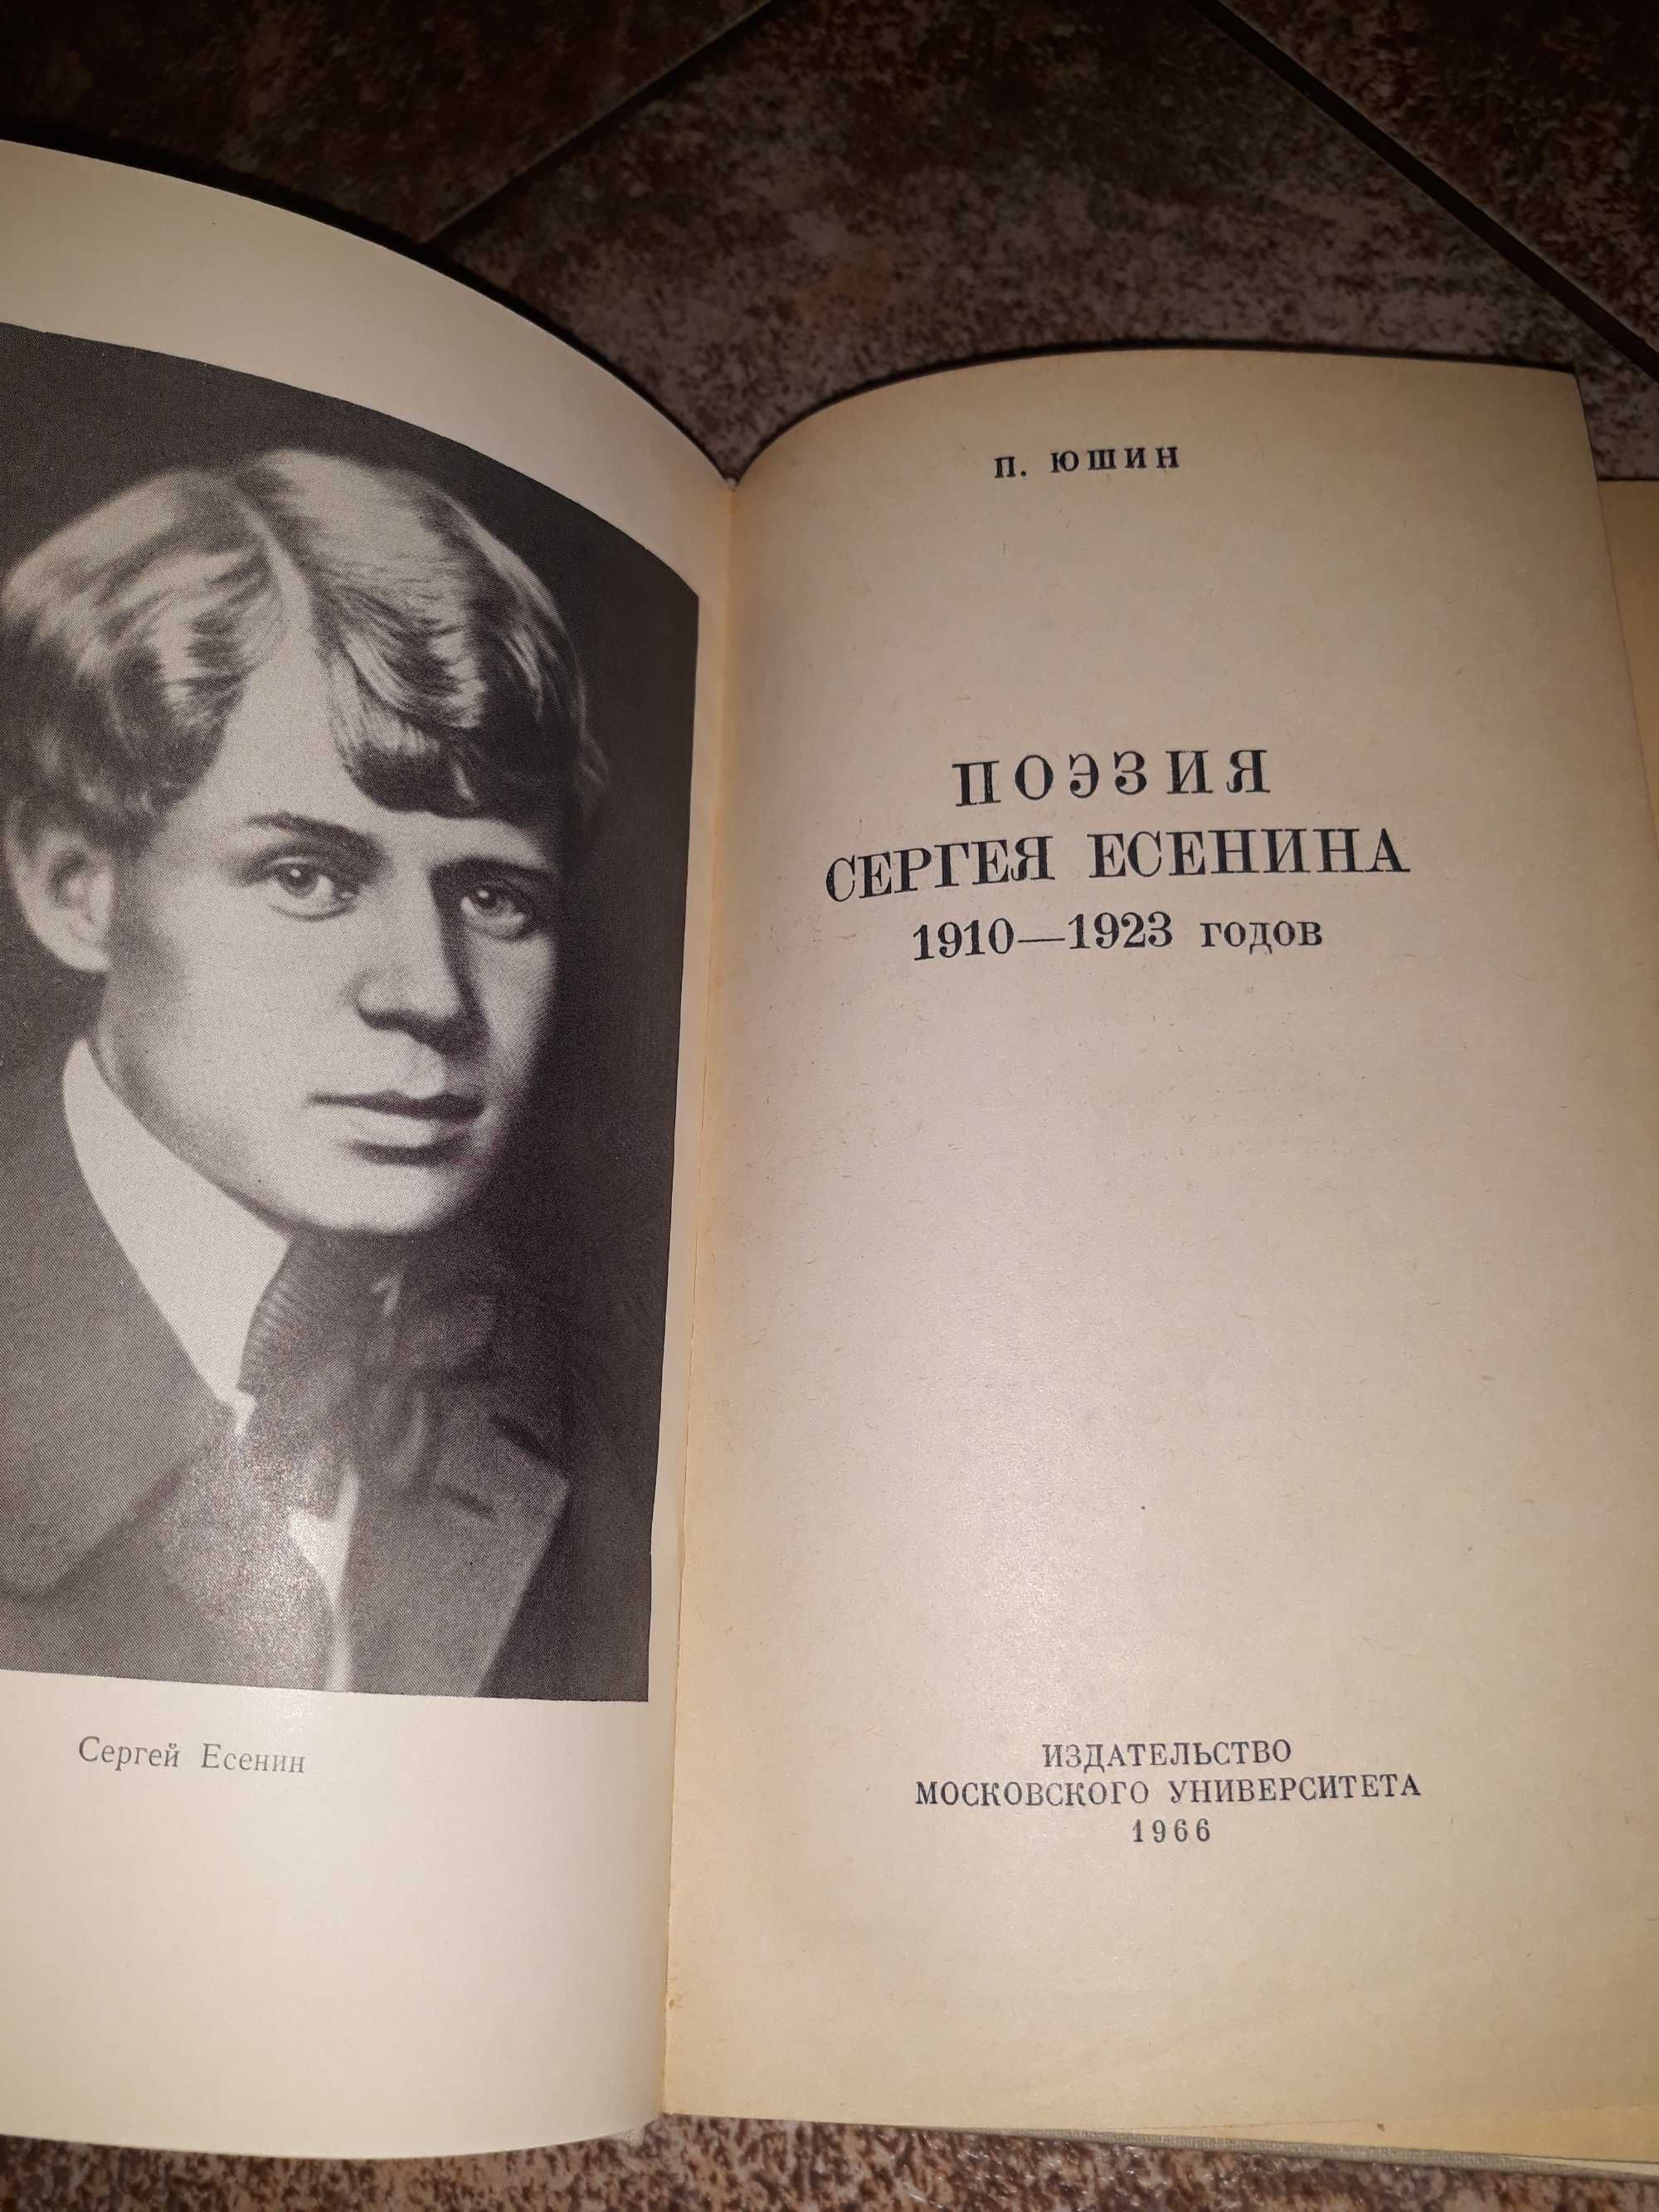 Сергей Есенин
П. ЮШИН
ПОЭЗИЯ
СЕРГЕЯ ЕСЕНИНА
1910—1923 годов
ИЗДАТЕЛЬСТВО
МОСКОВСКОГО УНИВЕРСИТЕТА
1966